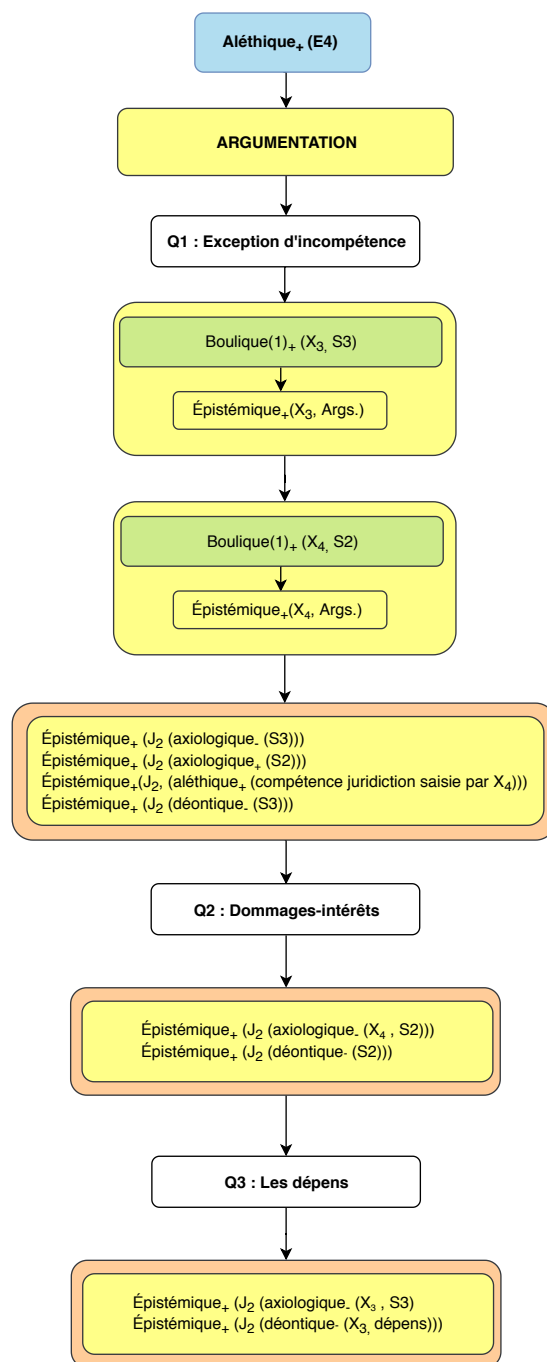 Aléthique₊ (E4)
ARGUMENTATION
Q1 : Exception d'incompétence
Boulique(1)₊ (X₃, S3)
Épistémique₊(X₃, Args.)
Boulique(1)₊ (X₄, S2)
Épistémique₊(X₄, Args.)
Épistémique₊ (J₂ (axiologique₋ (S3)))
Épistémique₊ (J₂ (axiologique₊ (S2)))
Épistémique₊(J₂, (aléthique₊ (compétence juridiction saisie par X₄)))
Épistémique₊ (J₂ (déontique₋ (S3)))
Q2 : Dommages-intérêts
Épistémique₊ (J₂ (axiologique₋ (X₄ , S2)))
Épistémique₊ (J₂ (déontique- (S2)))
Q3 : Les dépens
Épistémique₊ (J₂ (axiologique₋ (X₃ , S3)
Épistémique₊ (J₂ (déontique- (X₃, dépens)))